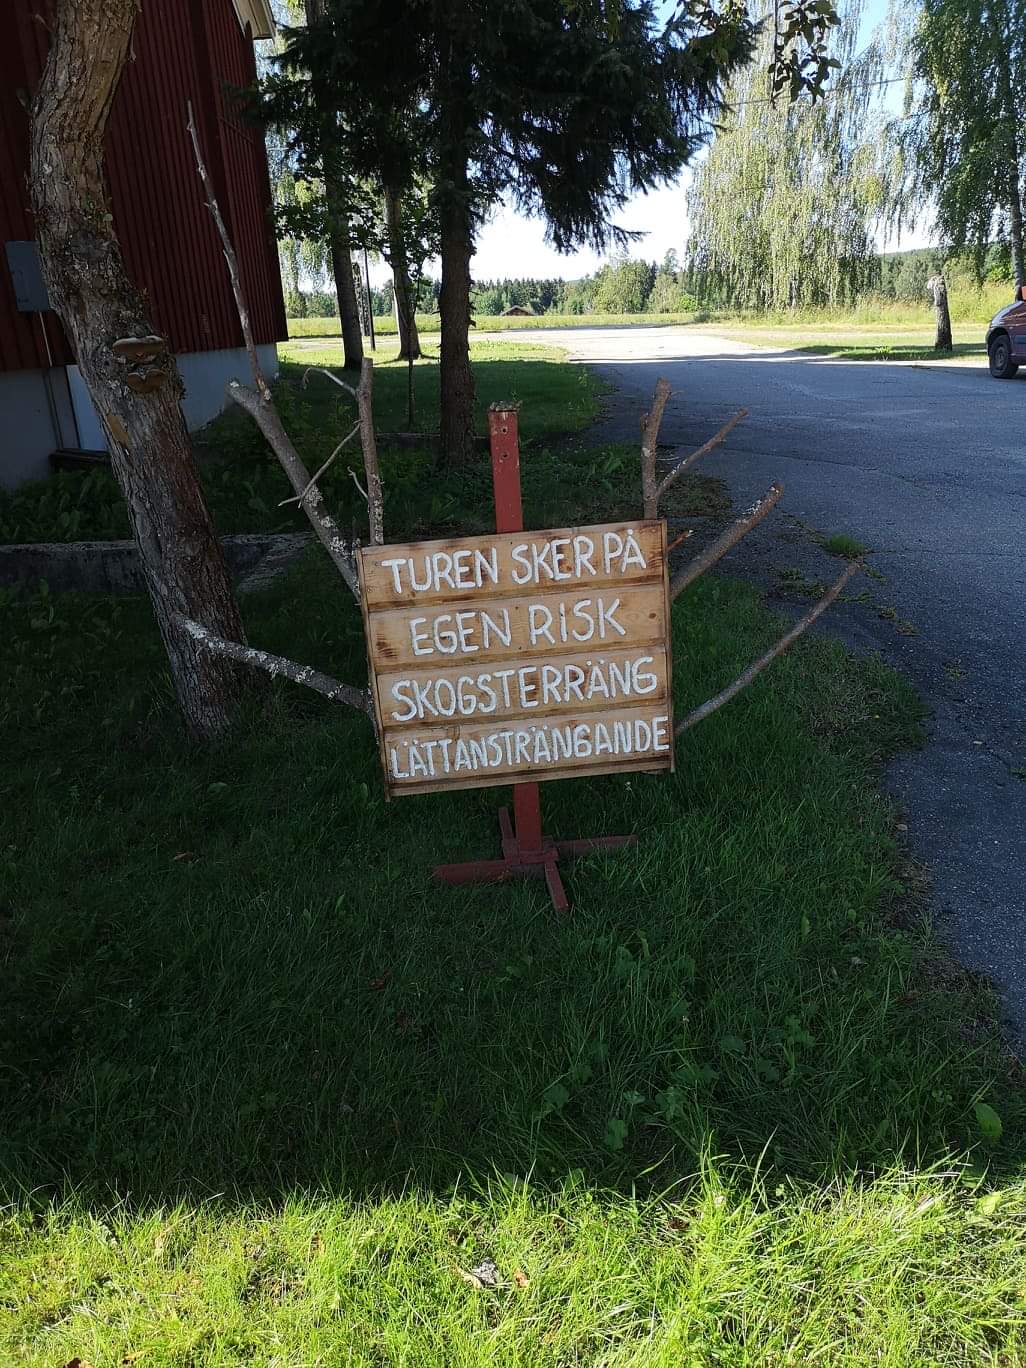 TUREN SKER PÅ
EGEN RISK
SKOGSTERRÄNG
LÄTTANSTRÄNGANDE